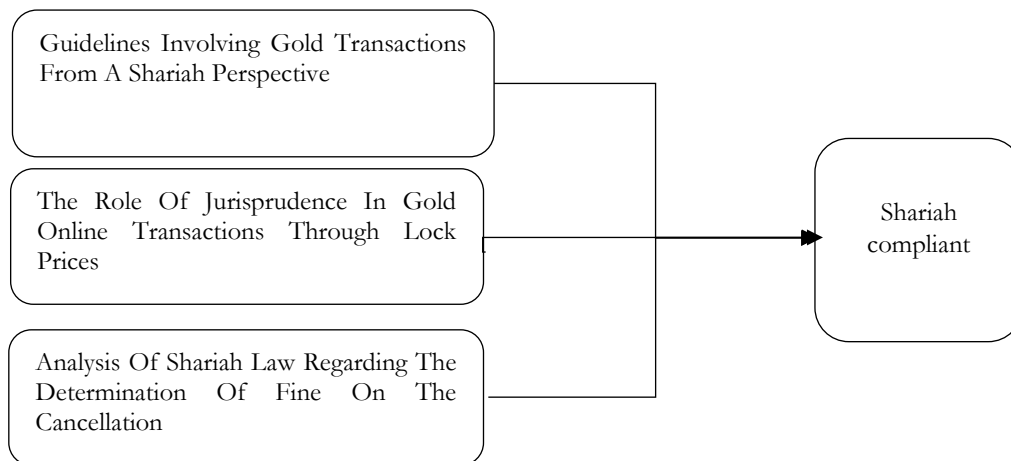 Guidelines Involving Gold Transactions
From A Shariah Perspective
The Role Of Jurisprudence In Gold
Online Transactions Through Lock
Prices
Analysis Of Shariah Law Regarding The
Determination Of Fine On The
Cancellation
Shariah
compliant